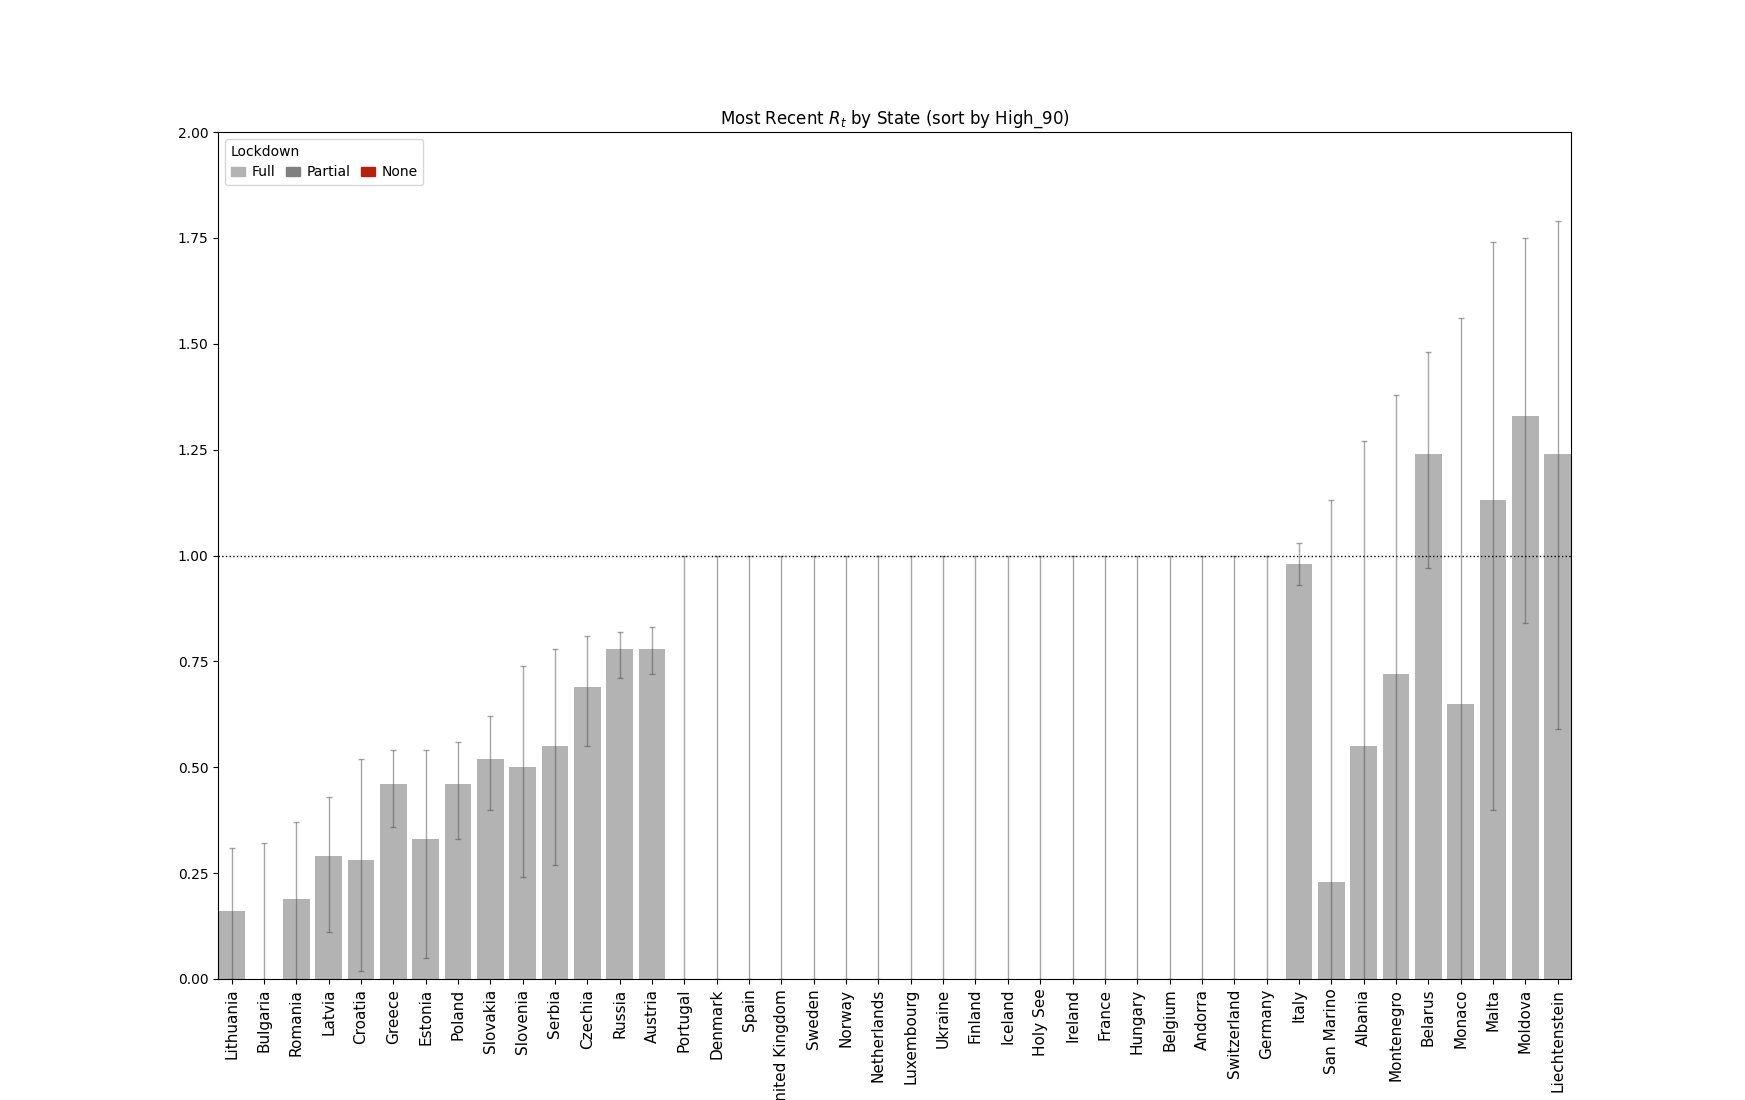 Most Recent R_t by State (sort by High_90)
2.00
Lockdown
Full Partial None
1.75
1.50
1.25
1.00
0.75
0.50
0.25
0.00
Lithuania
Bulgaria
Romania
Latvia
Croatia
Greece
Estonia
Poland
Slovakia
Slovenia
Serbia
Czechia
Russia
Austria
Portugal
Denmark
Spain
nited Kingdom
Sweden
Norway
Netherlands
Luxembourg
Ukraine
Finland
Iceland
Holy See
Ireland
France
Hungary
Belgium
Andorra
Switzerland
Germany
Italy
San Marino
Albania
Montenegro
Belarus
Monaco
Malta
Moldova
Liechtenstein